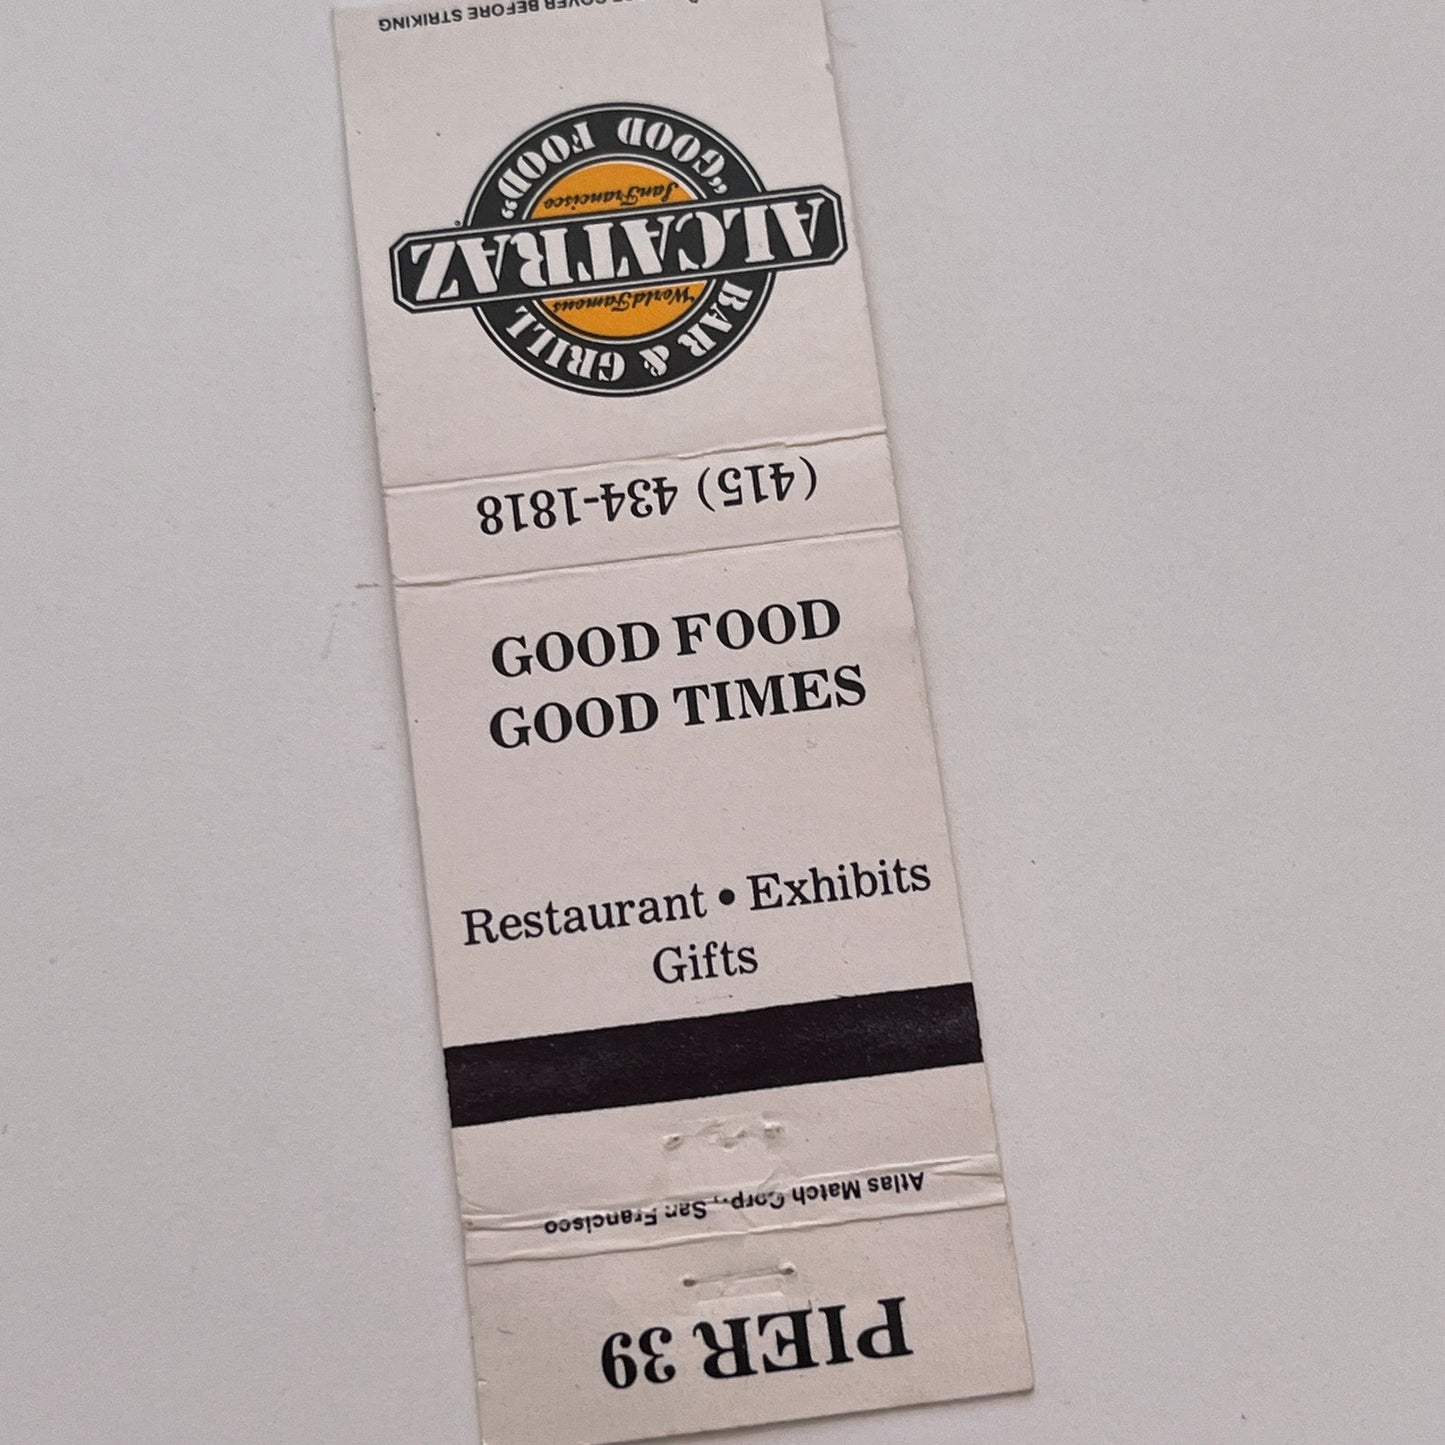 COVER BEFORE STRIKING
"GOOD FOOD"
San Francisco
ALCATRAZ
World Famous
BAR & GRILL
(415) 434-1818
GOOD FOOD
GOOD TIMES
Restaurant • Exhibits
Gifts
Atlas Match Corp., San Francisco
PIER 39